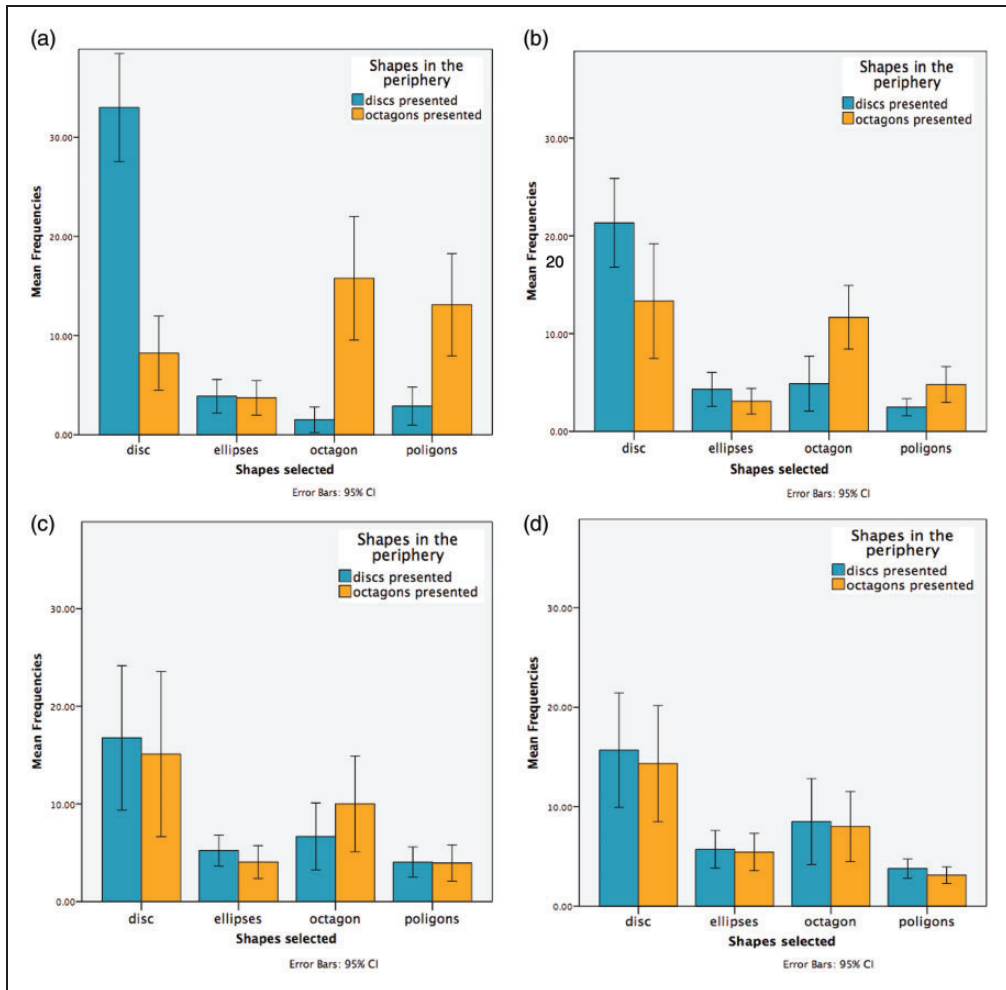 (a)
Shapes in the
periphery
discs presented
octagons presented
30.00
20.00
10.00
0.00
Mean Frequencies
disc ellipses octagon poligons
Shapes selected
Error Bars: 95% CI
(b)
Shapes in the
periphery
discs presented
octagons presented
30.00
20.00
20
10.00
0.00
Mean Frequencies
disc ellipses octagon poligons
Shapes selected
Error Bars: 95% CI
(c)
Shapes in the
periphery
discs presented
octagons presented
30.00
20.00
10.00
0.00
Mean Frequencies
disc ellipses octagon poligons
Shapes selected
Error Bars: 95% CI
(d)
Shapes in the
periphery
discs presented
octagons presented
30.00
20.00
10.00
0.00
Mean Frequencies
disc ellipses octagon poligons
Shapes selected
Error Bars: 95% CI